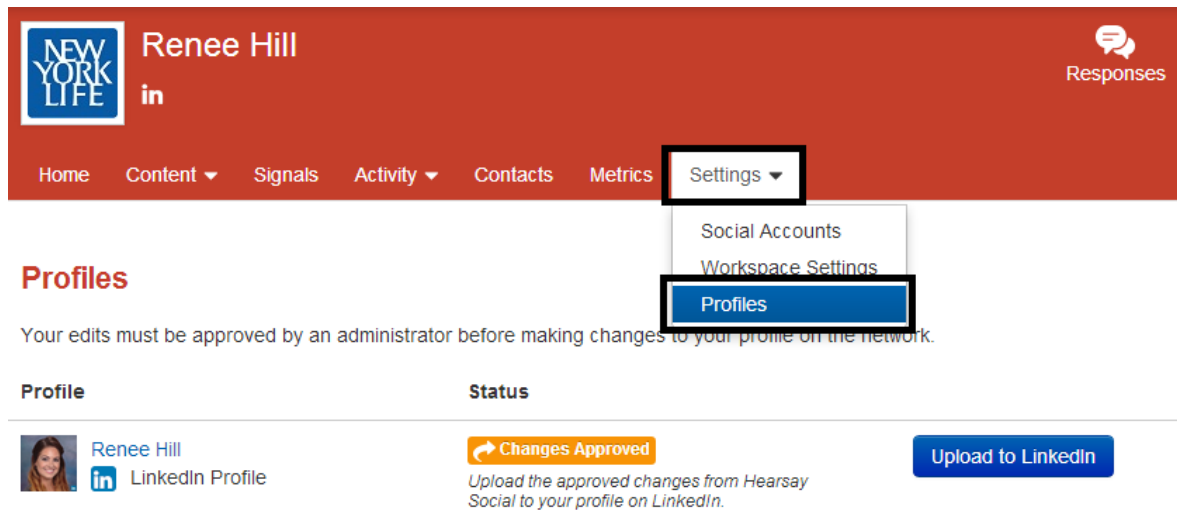 NEW
YORK
LIFE
Renee Hill
in
Responses
Home Content Signals Activity Contacts Metrics Settings
Social Accounts
Workspace Settings
Profiles
Profiles
Your edits must be approved by an administrator before making changes to your profile on the network.
Profile Status
Renee Hill
in LinkedIn Profile
Changes Approved
Upload the approved changes from Hearsay
Social to your profile on LinkedIn.
Upload to LinkedIn